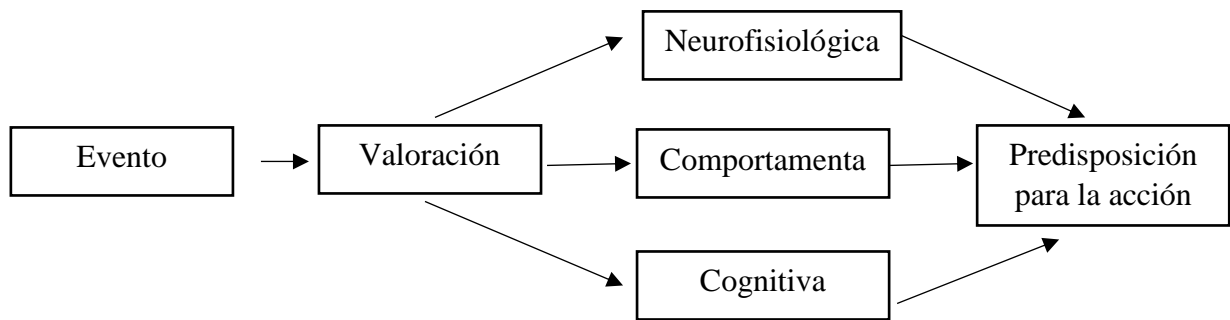 Evento
Valoración
Neurofisiológica
Comportamenta
Cognitiva
Predisposición
para la acción